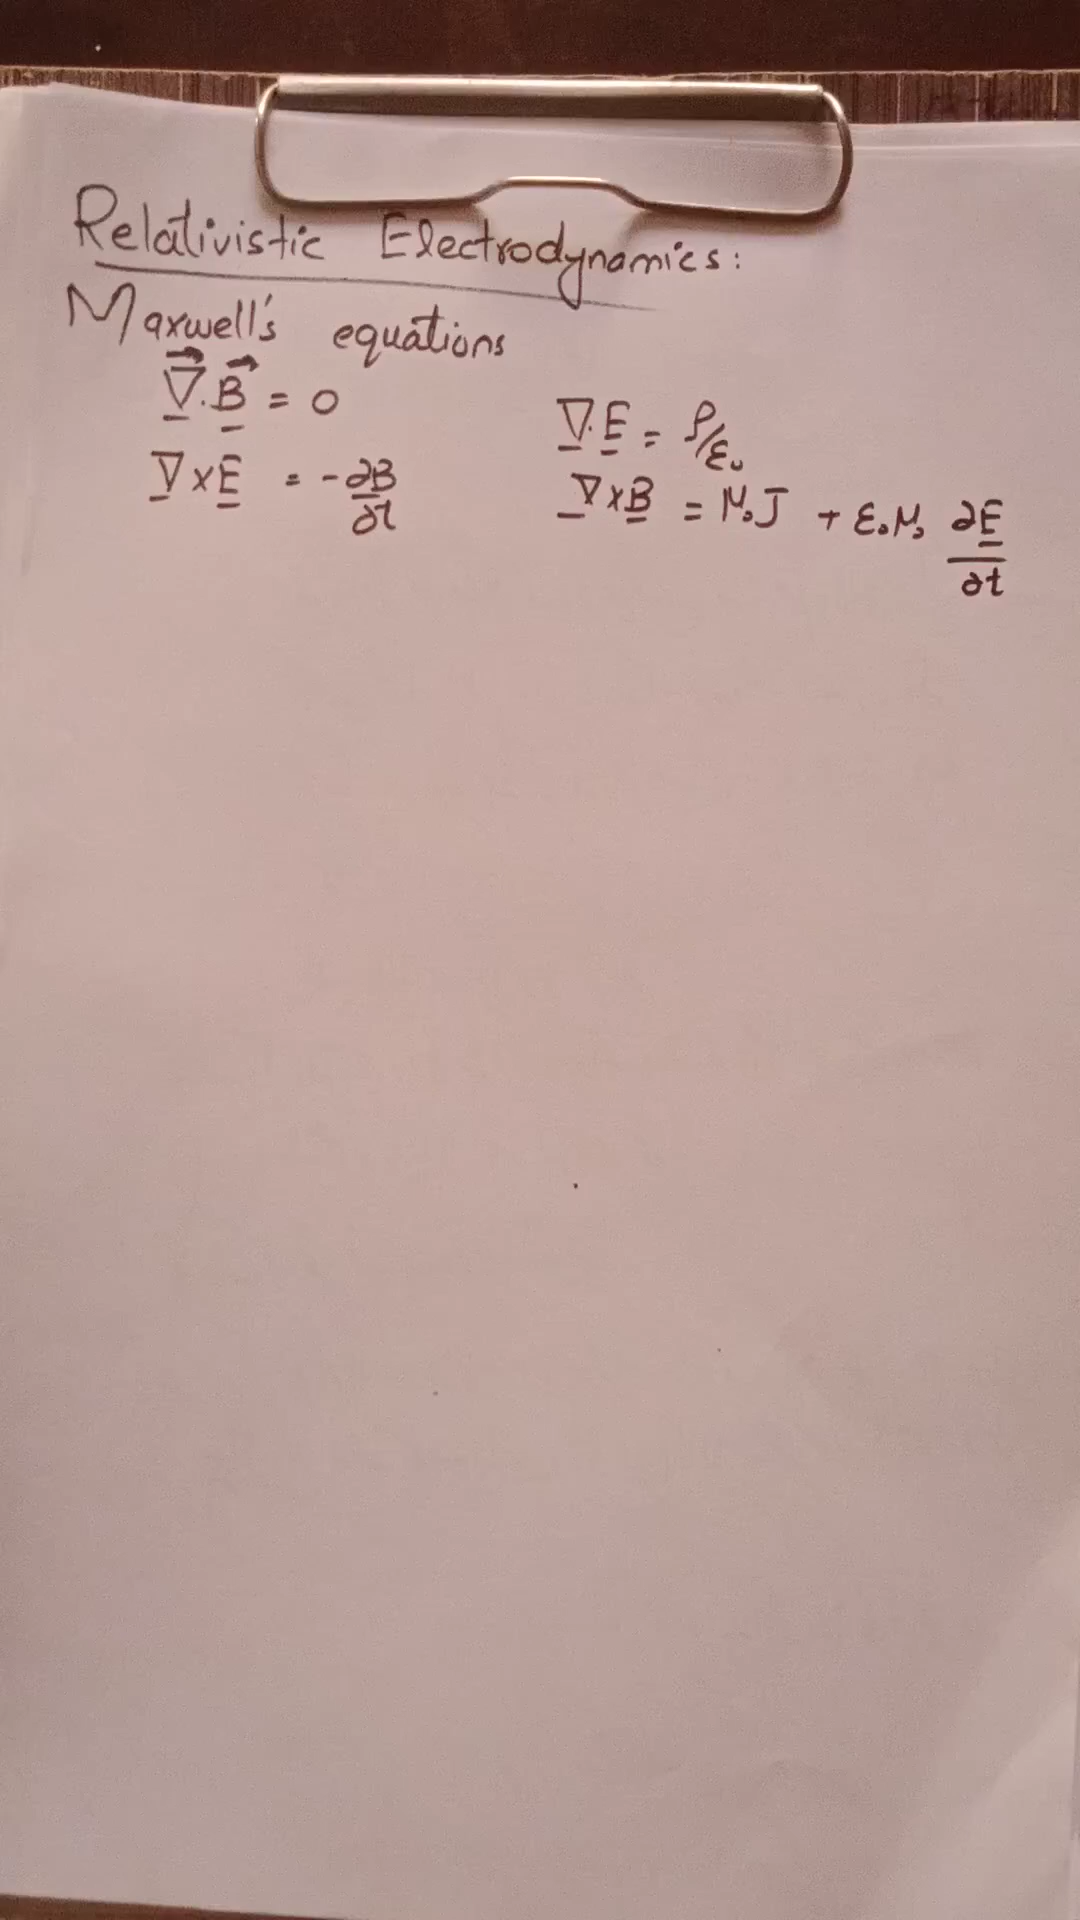 Relativistic Electrodynamics:
Maxwell's equations
∇⃗.B⃗ = 0
∇.E = ρ/ε₀
∇×E = -∂B/∂t
∇×B = μ₀J + ε₀μ₀ ∂E/∂t